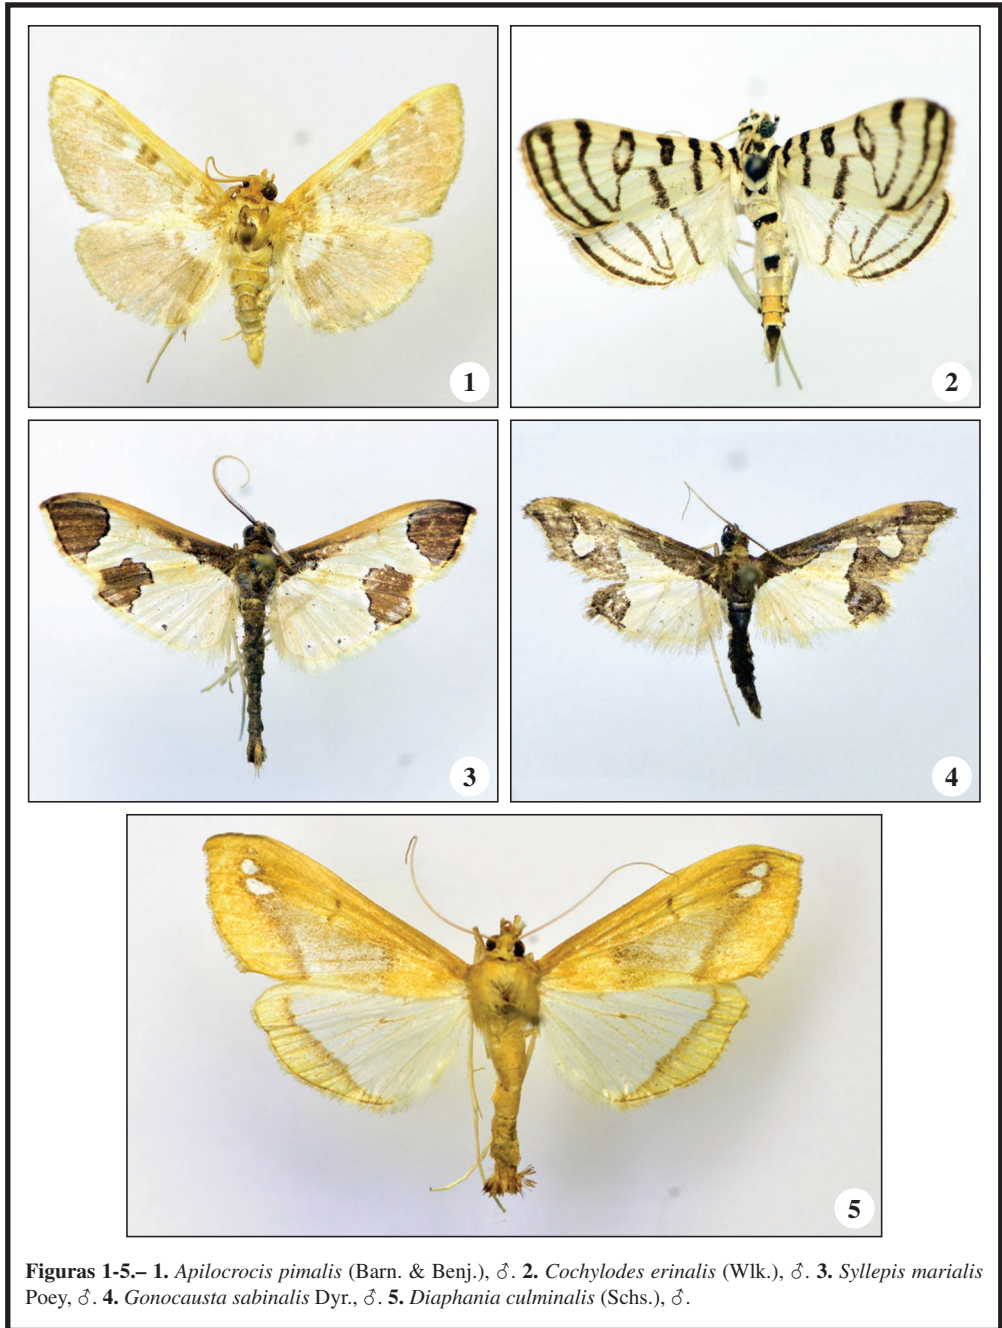 1
2
3
4
5
Figuras 1-5.– 1. Apilocrocis pimalis (Barn. & Benj.), ♂. 2. Cochylodes erinalis (Wlk.), ♂. 3. Syllepis marialis
Poey, ♂. 4. Gonocausta sabinalis Dyr., ♂. 5. Diaphania culminalis (Schs.), ♂.